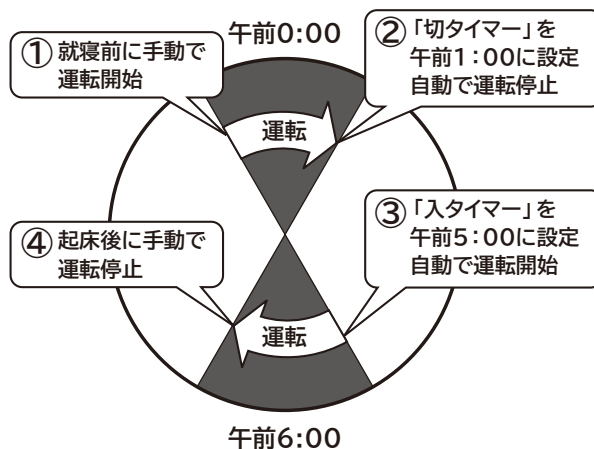 午前0:00
①就寝前に手動で
運転開始
②「切タイマー」を
午前1：00に設定
自動で運転停止
運転
③「入タイマー」を
午前5：00に設定
自動で運転開始
④起床後に手動で
運転停止
運転
午前6:00